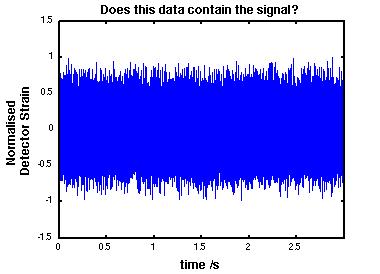 Does this data contain the signal?
1.5
1
0.5
0
-0.5
-1
-1.5
Normalised
Detector Strain
0 0.5 1 1.5 2 2.5
time /s